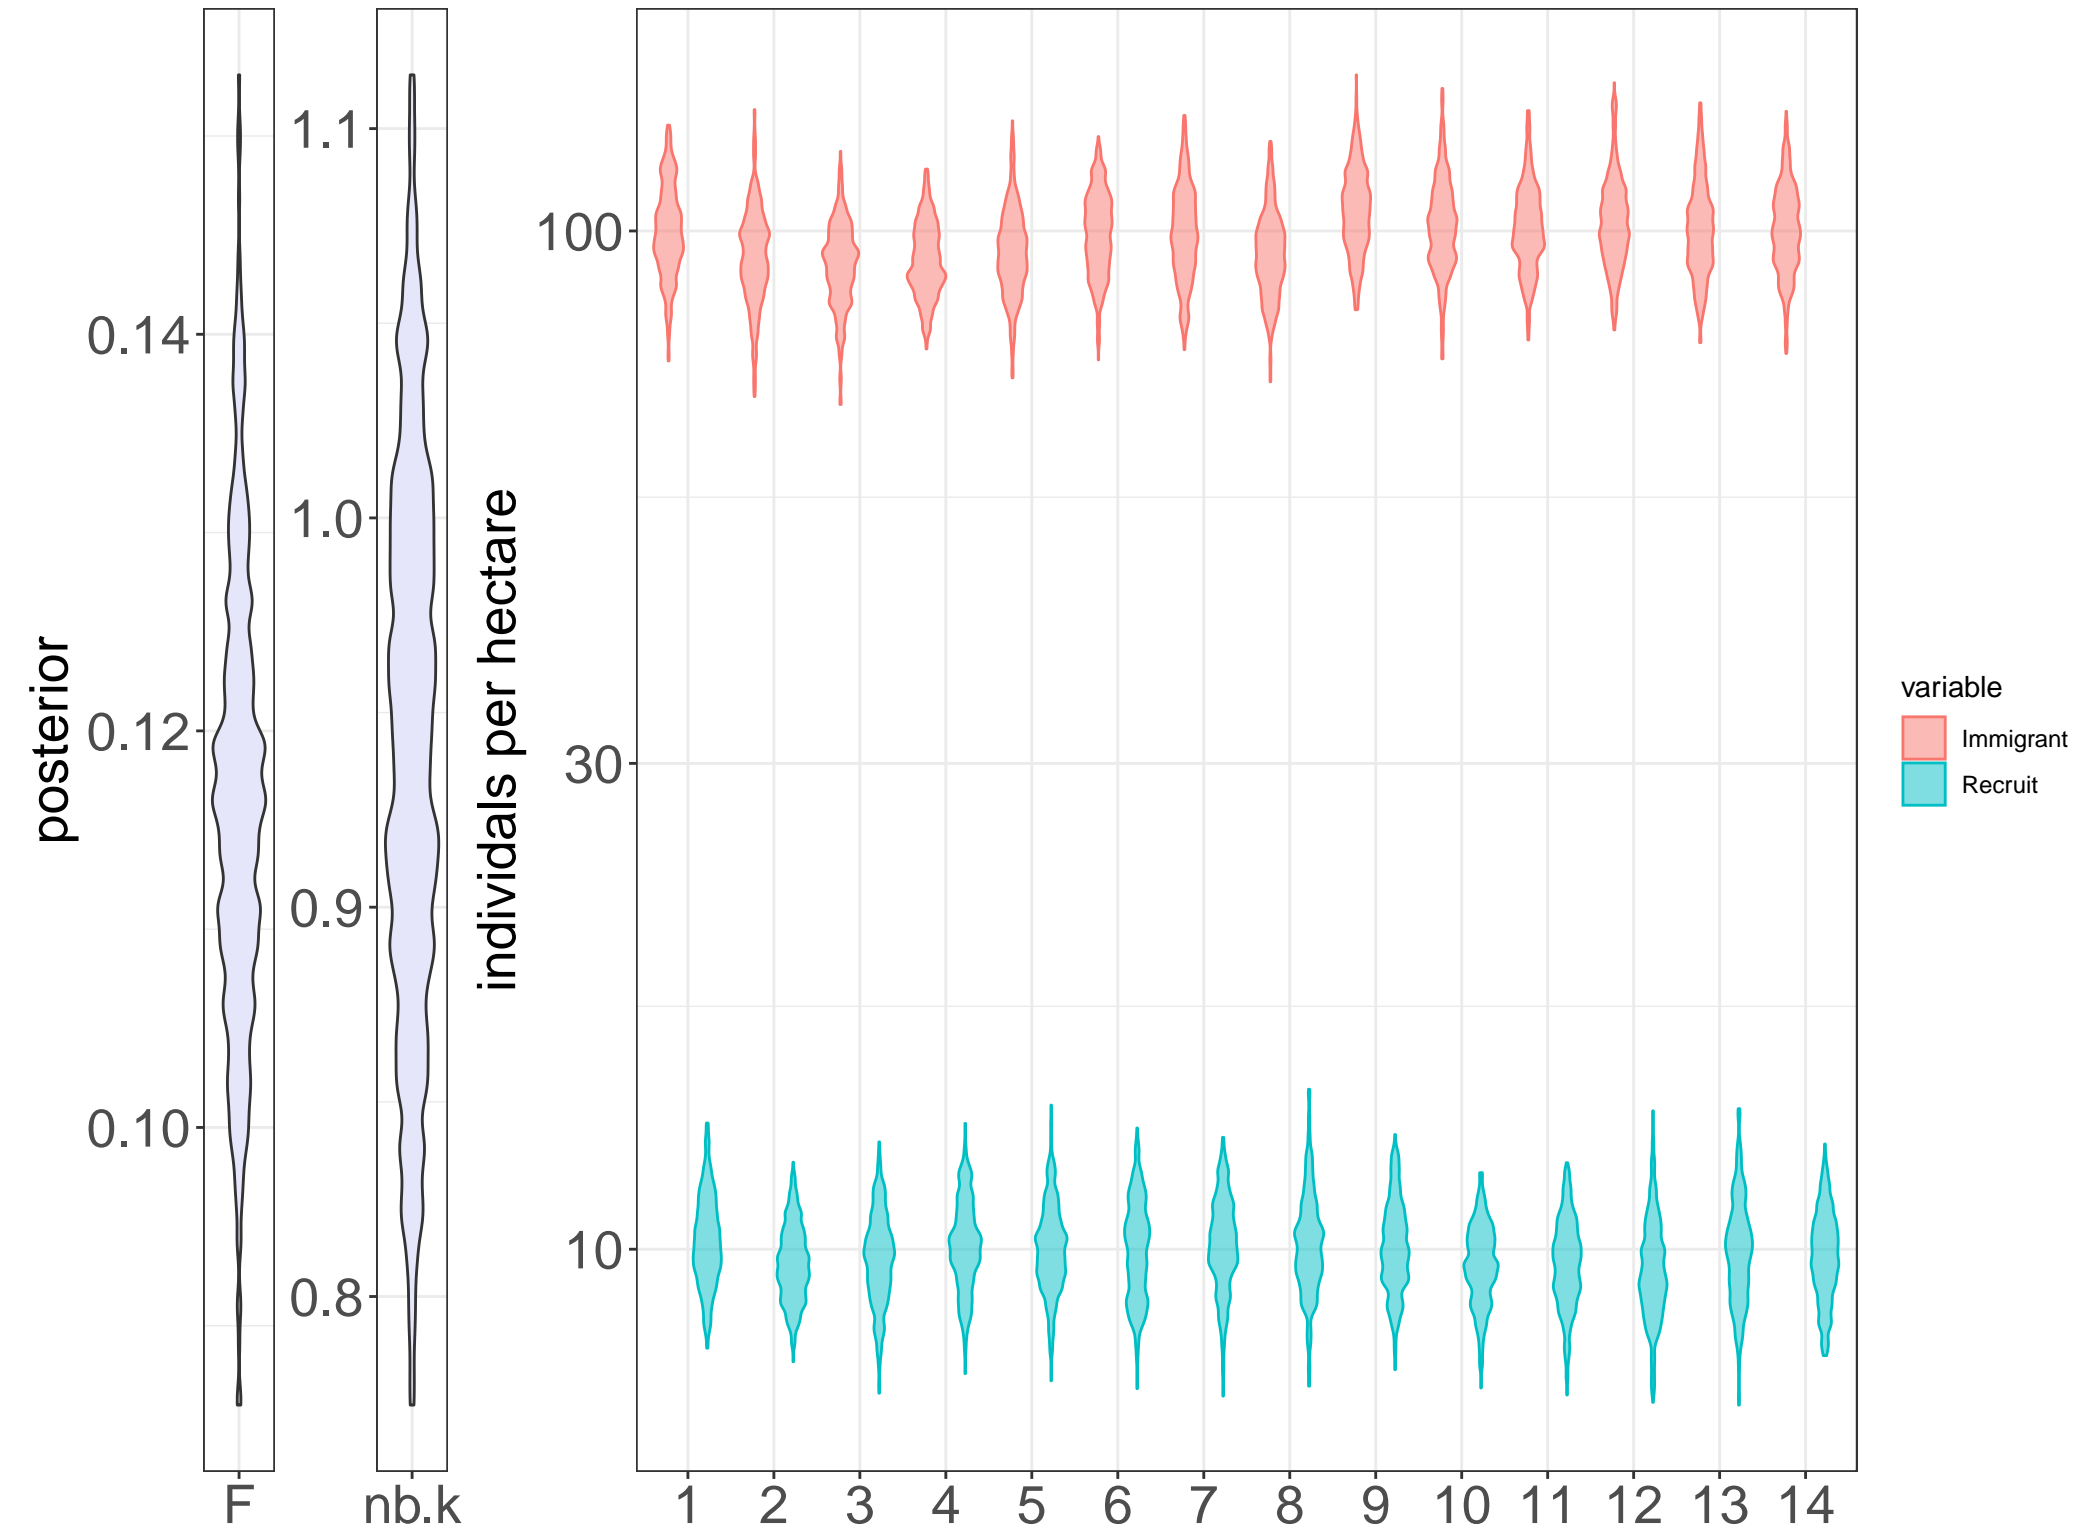 posterior
0.14
0.12
0.10
F
1.1
1.0
0.9
0.8
nb.k
individals per hectare
100
30
10
1 2 3 4 5 6 7 8 9 10 11 12 13 14
variable
Immigrant
Recruit